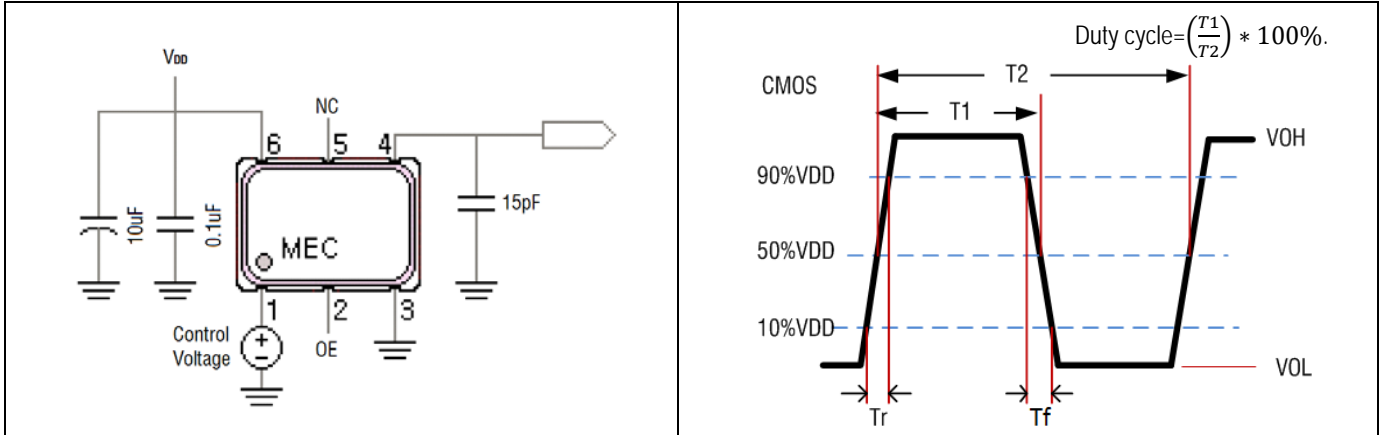 V_DD
NC
6 5 4
10uF
0.1uF
15pF
MEC
1 2 3
Control
Voltage
+
−
OE
Duty cycle=(T1/T2) * 100%.
CMOS
T2
T1
VOH
90%VDD
50%VDD
10%VDD
VOL
Tr
Tf